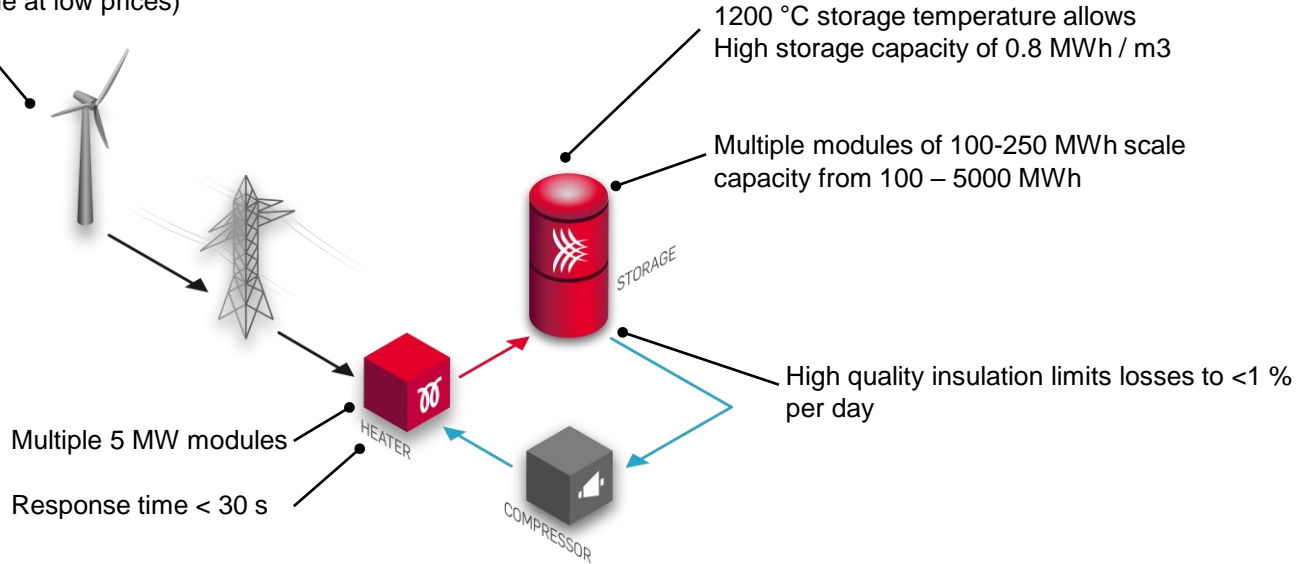 at low prices)
1200 °C storage temperature allows
High storage capacity of 0.8 MWh / m3
Multiple modules of 100-250 MWh scale
capacity from 100 – 5000 MWh
STORAGE
High quality insulation limits losses to <1 %
per day
HEATER
Multiple 5 MW modules
Response time < 30 s
COMPRESSOR